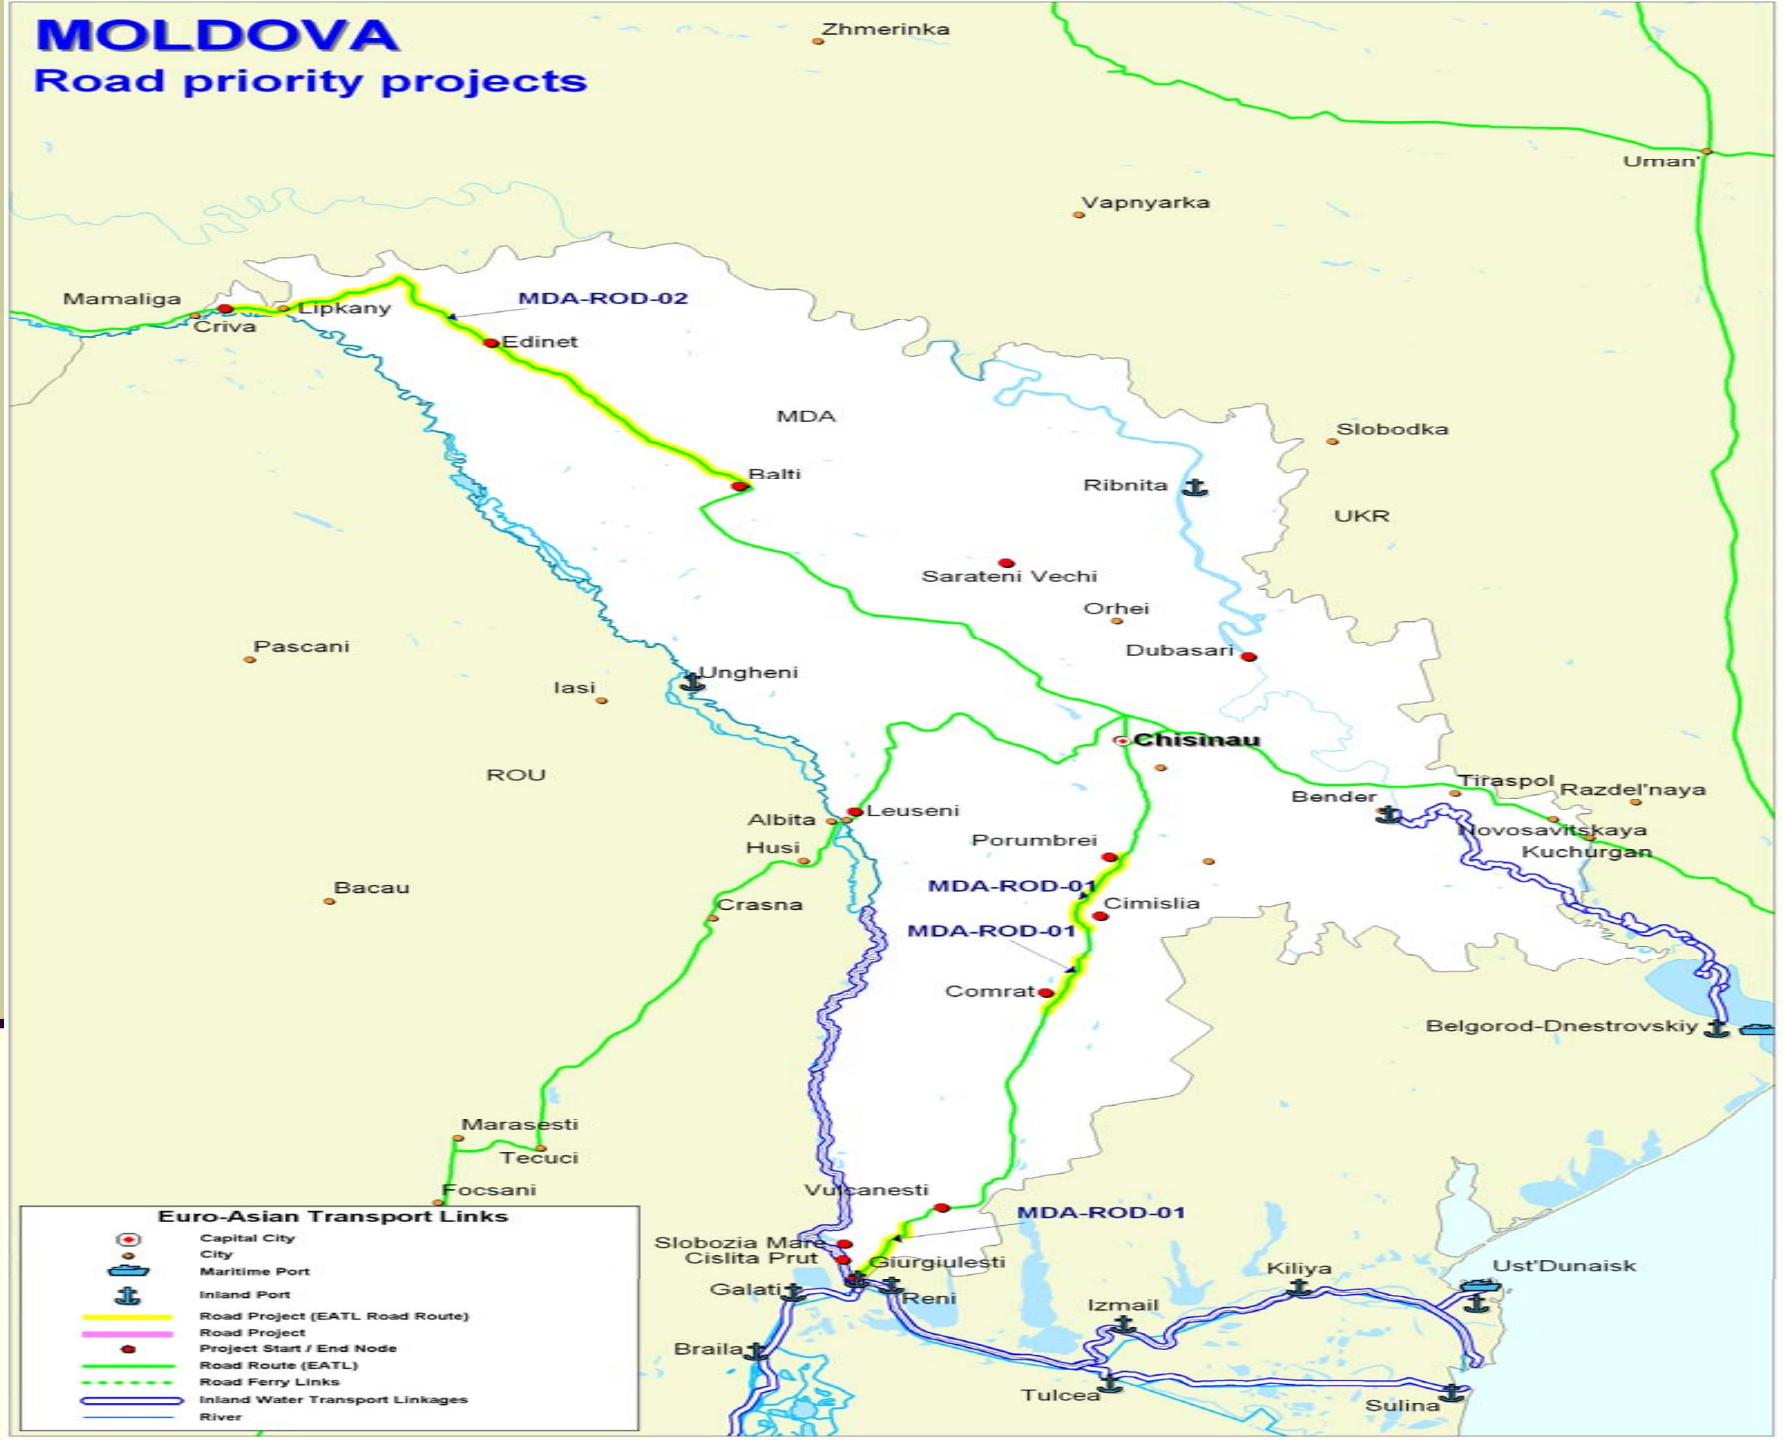 MOLDOVA
Road priority projects
Zhmerinka
Uman'
Vapnyarka
Mamaliga
Criva
Lipkany
MDA-ROD-02
Edinet
MDA
Slobodka
Balti
Ribnita
UKR
Sarateni Vechi
Orhei
Dubasari
Pascani
Iasi
Ungheni
Chisinau
ROU
Tiraspol
Razdel'naya
Bender
Leuseni
Albita
Novosavitskaya
Husi
Porumbrei
Kuchurgan
Bacau
MDA-ROD-01
Crasna
Cimislia
MDA-ROD-01
Comrat
Belgorod-Dnestrovskiy
Marasesti
Tecuci
Focsani
Vulcanesti
MDA-ROD-01
Slobozia Mare
Cislita Prut
Giurgiulesti
Galati
Reni
Kiliya
Ust'Dunaisk
Izmail
Braila
Tulcea
Sulina
Euro-Asian Transport Links
Capital City
City
Maritime Port
Inland Port
Road Project (EATL Road Route)
Road Project
Project Start / End Node
Road Route (EATL)
Road Ferry Links
Inland Water Transport Linkages
River